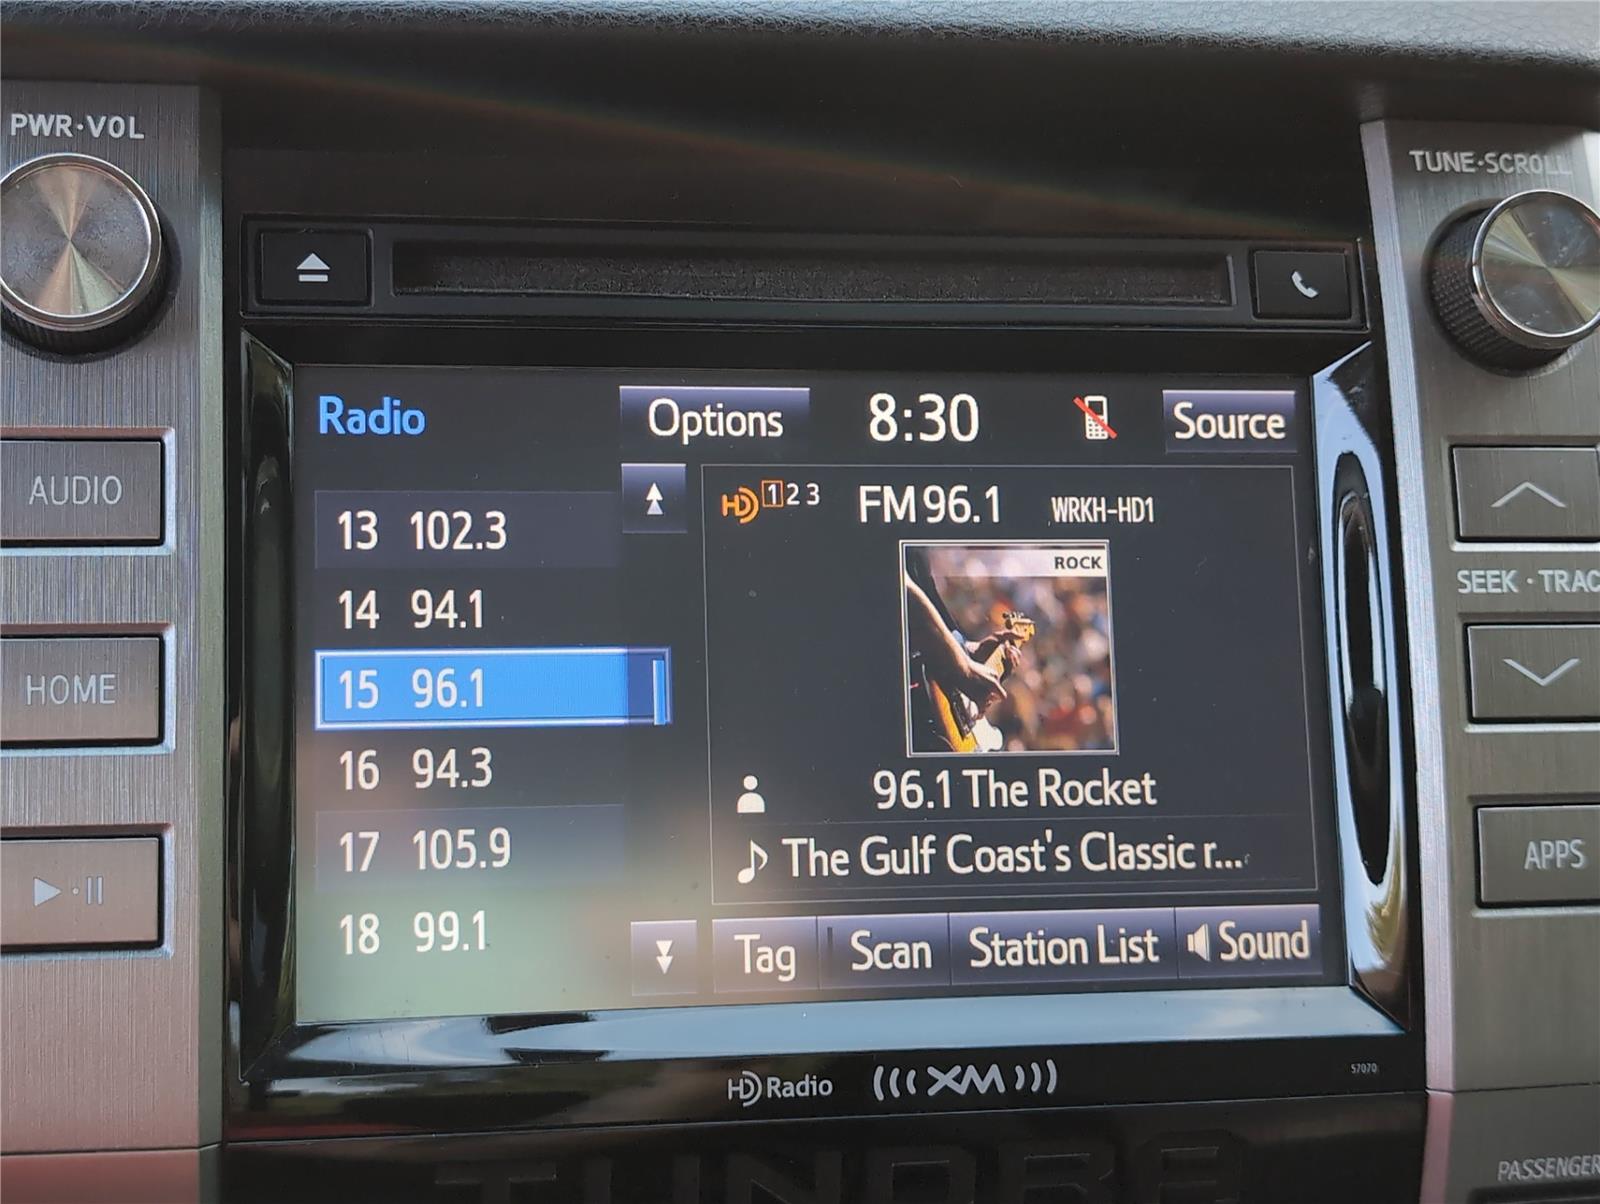 PWR·VOL
TUNE·SCROLL
Radio
Options
8:30
Source
13 102.3
14 94.1
15 96.1
16 94.3
17 105.9
18 99.1
HD 1 2 3
FM 96.1
WRKH-HD1
ROCK
96.1 The Rocket
The Gulf Coast's Classic r...
Tag
Scan
Station List
Sound
AUDIO
HOME
SEEK·TRAC
APPS
HD Radio
XM
57070
TUNDRA
PASSENGER